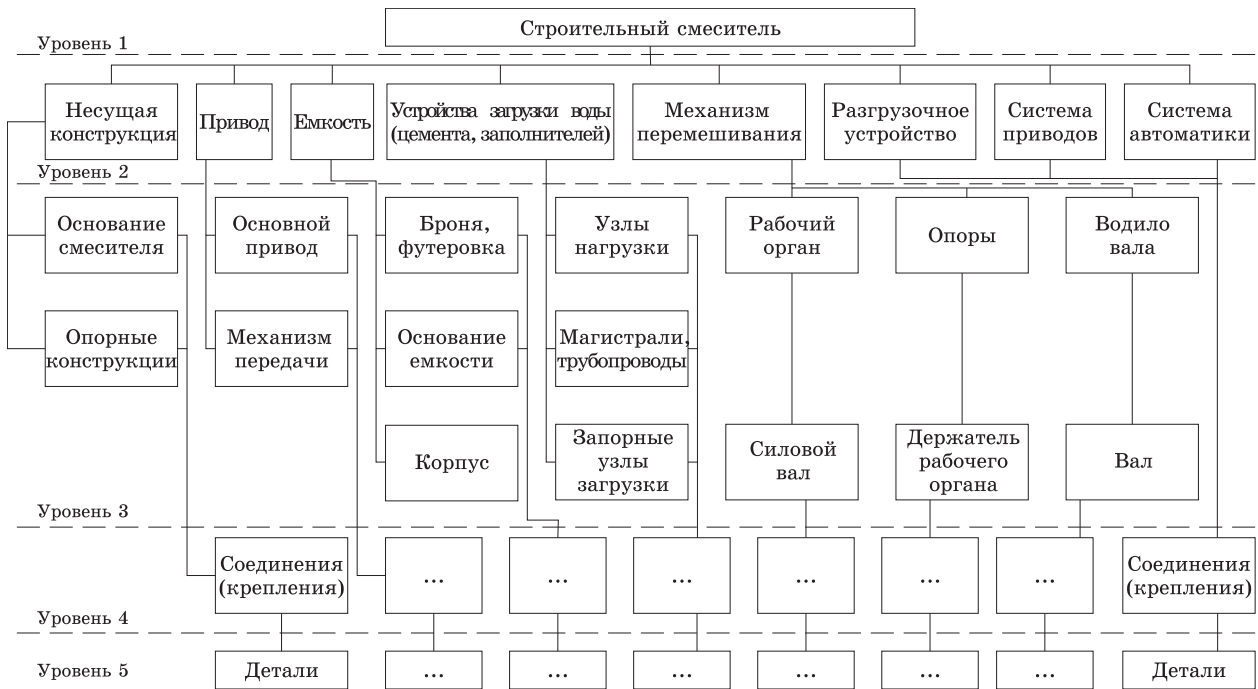 Строительный смеситель
Уровень 1
Несущая
конструкция
Привод
Емкость
Устройства загрузки воды
(цемента, заполнителей)
Механизм
перемешивания
Разгрузочное
устройство
Система
приводов
Система
автоматики
Уровень 2
Основание
смесителя
Основной
привод
Броня,
футеровка
Узлы
нагрузки
Рабочий
орган
Опоры
Водило
вала
Опорные
конструкции
Механизм
передачи
Основание
емкости
Магистрали,
трубопроводы
Корпус
Запорные
узлы
загрузки
Силовой
вал
Держатель
рабочего
органа
Вал
Уровень 3
Соединения
(крепления)
...
...
...
...
...
...
Соединения
(крепления)
Уровень 4
Уровень 5
Детали
...
...
...
...
...
...
Детали